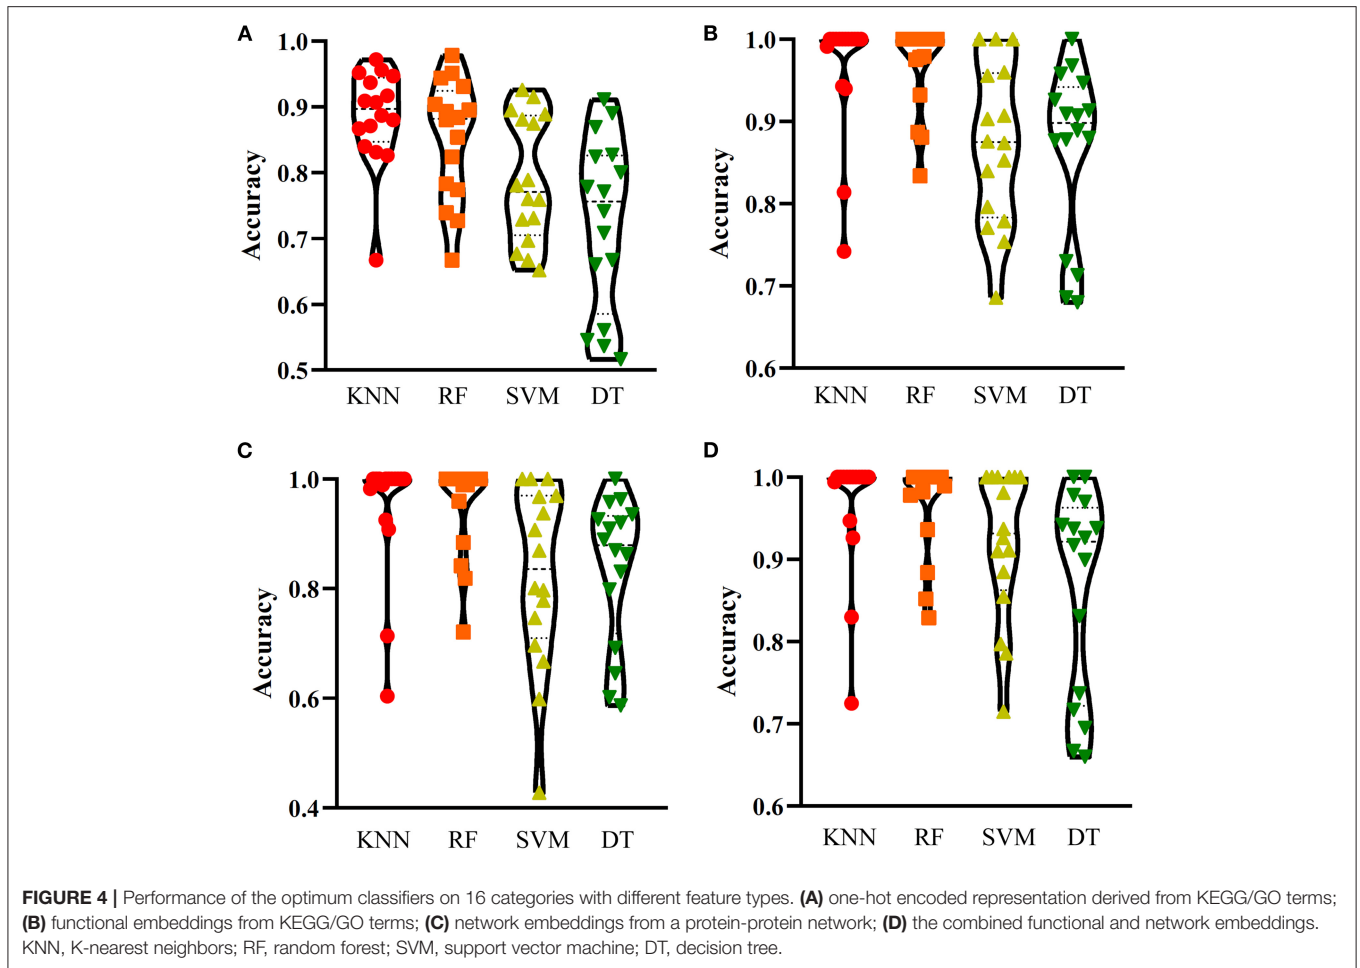 A
1.0
0.9
0.8
0.7
0.6
0.5
Accuracy
KNN RF SVM DT
B
1.0
0.9
0.8
0.7
0.6
Accuracy
KNN RF SVM DT
C
1.0
0.8
0.6
0.4
Accuracy
KNN RF SVM DT
D
1.0
0.9
0.8
0.7
0.6
Accuracy
KNN RF SVM DT
FIGURE 4 | Performance of the optimum classifiers on 16 categories with different feature types. (A) one-hot encoded representation derived from KEGG/GO terms;
(B) functional embeddings from KEGG/GO terms; (C) network embeddings from a protein-protein network; (D) the combined functional and network embeddings.
KNN, K-nearest neighbors; RF, random forest; SVM, support vector machine; DT, decision tree.